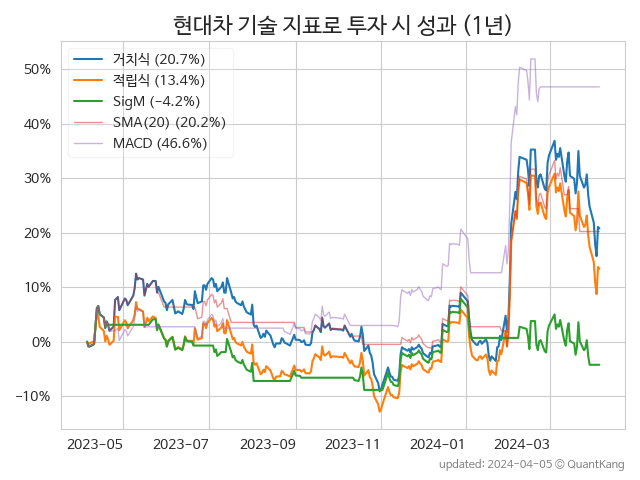 현대차 기술 지표로 투자 시 성과 (1년)
거치식 (20.7%)
적립식 (13.4%)
SigM (-4.2%)
SMA(20) (20.2%)
MACD (46.6%)
50%
40%
30%
20%
10%
0%
-10%
2023-05 2023-07 2023-09 2023-11 2024-01 2024-03
updated: 2024-04-05 © QuantKang